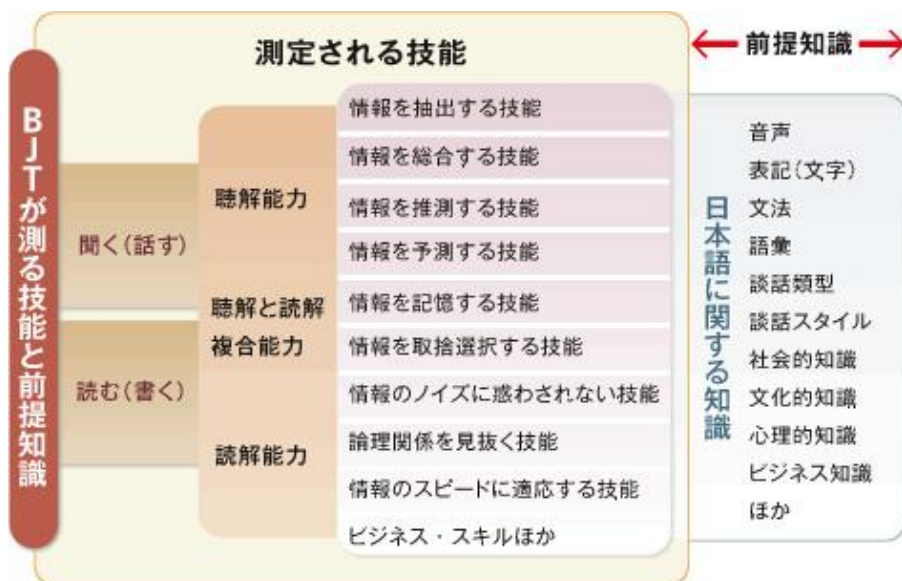 BJTが測る技能と前提知識
測定される技能
聞く(話す)
読む(書く)
聴解能力
聴解と読解
複合能力
読解能力
情報を抽出する技能
情報を総合する技能
情報を推測する技能
情報を予測する技能
情報を記憶する技能
情報を取捨選択する技能
情報のノイズに惑わされない技能
論理関係を見抜く技能
情報のスピードに適応する技能
ビジネス・スキルほか
前提知識
日本語に関する知識
音声
表記(文字)
文法
語彙
談話類型
談話スタイル
社会的知識
文化的知識
心理的知識
ビジネス知識
ほか